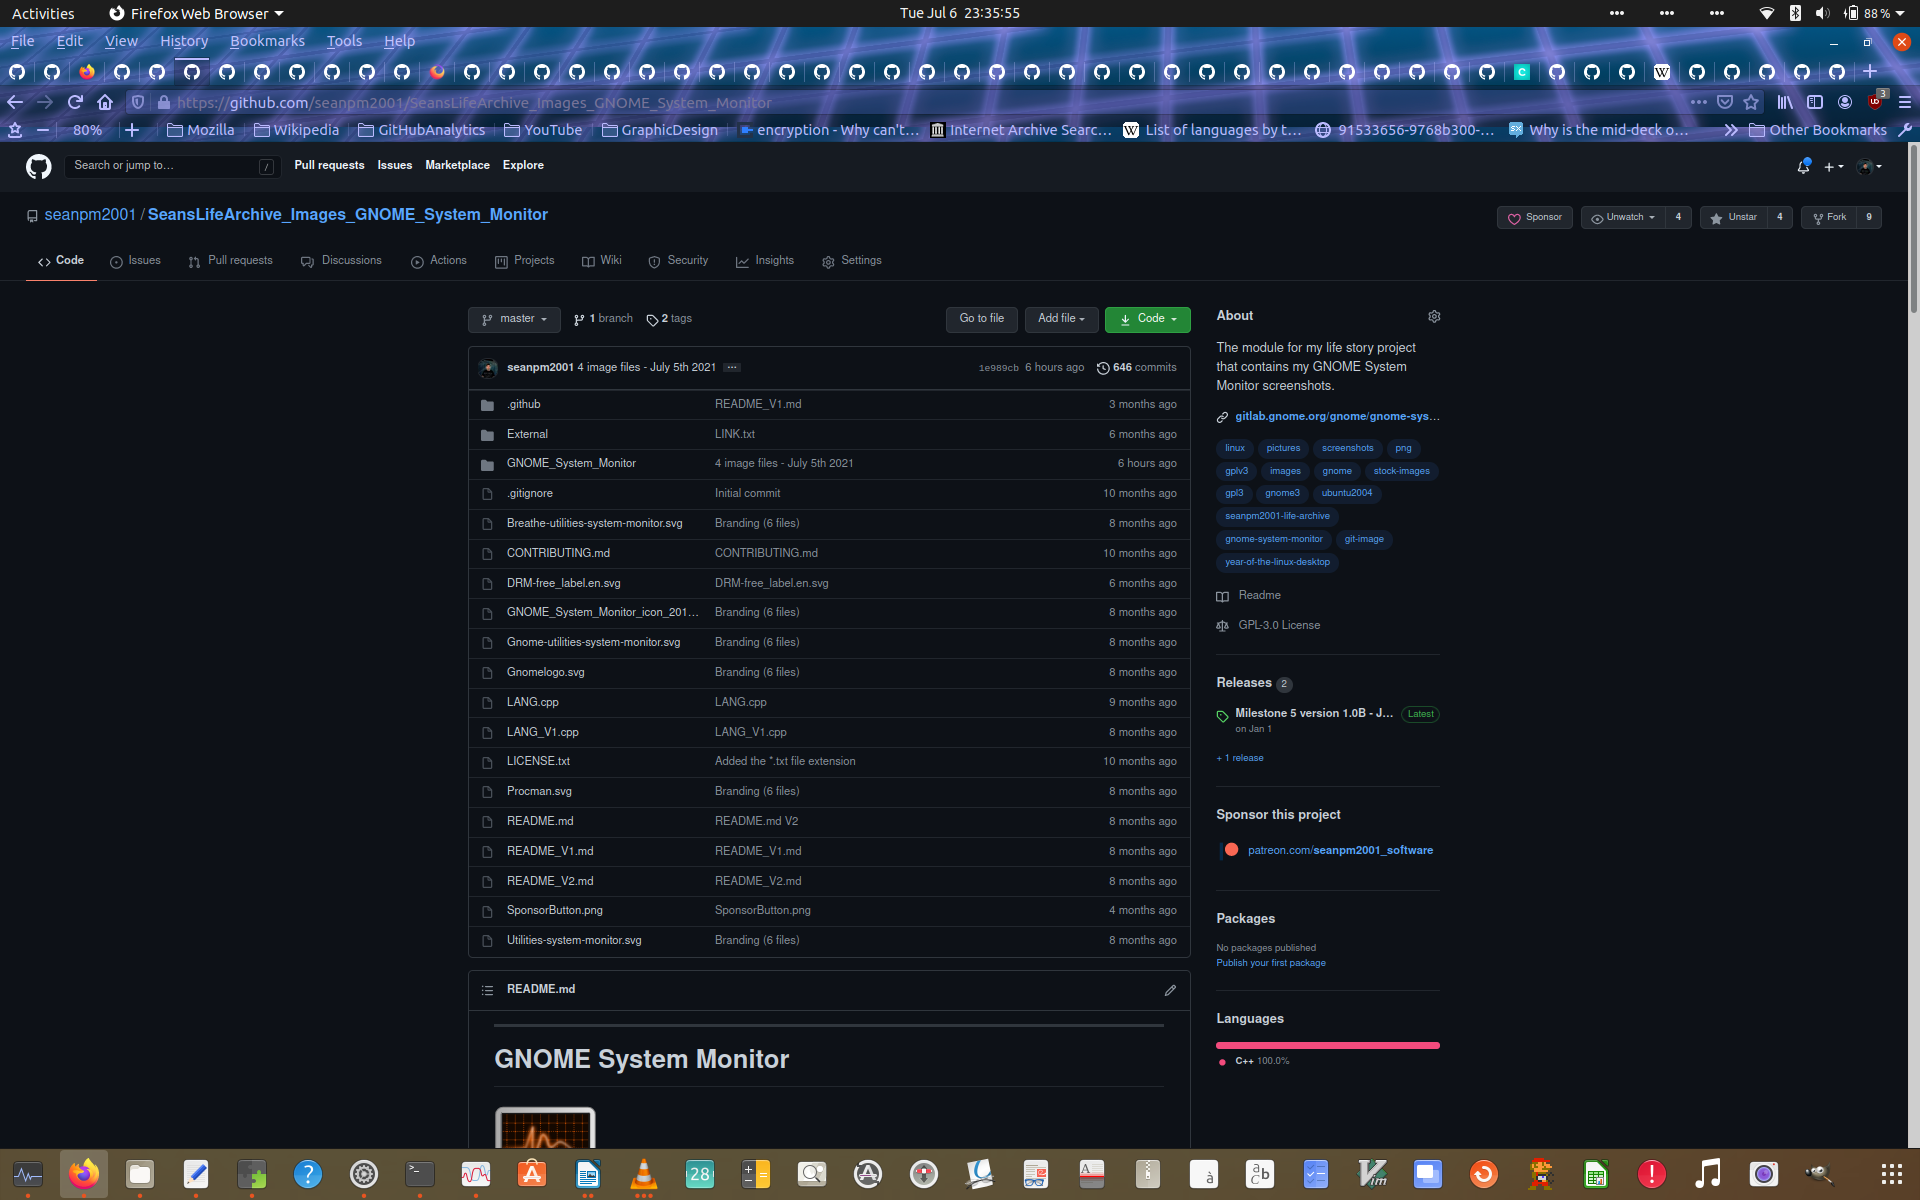 Activities Firefox Web Browser Tue Jul 6 23:35:55 88 %
File Edit View History Bookmarks Tools Help
https://github.com/seanpm2001/SeansLifeArchive_Images_GNOME_System_Monitor 3
80% Mozilla Wikipedia GitHubAnalytics YouTube GraphicDesign encryption - Why can't… Internet Archive Searc… List of languages by t… 91533656-9768b300-… Why is the mid-deck o… Other Bookmarks
Search or jump to… / Pull requests Issues Marketplace Explore
seanpm2001 / SeansLifeArchive_Images_GNOME_System_Monitor Sponsor Unwatch 4 Unstar 4 Fork 9
Code Issues Pull requests Discussions Actions Projects Wiki Security Insights Settings
master 1 branch 2 tags Go to file Add file Code
seanpm2001 4 image files - July 5th 2021 ... 1e989cb 6 hours ago 646 commits
.github README_V1.md 3 months ago
External LINK.txt 6 months ago
GNOME_System_Monitor 4 image files - July 5th 2021 6 hours ago
.gitignore Initial commit 10 months ago
Breathe-utilities-system-monitor.svg Branding (6 files) 8 months ago
CONTRIBUTING.md CONTRIBUTING.md 10 months ago
DRM-free_label.en.svg DRM-free_label.en.svg 6 months ago
GNOME_System_Monitor_icon_201… Branding (6 files) 8 months ago
Gnome-utilities-system-monitor.svg Branding (6 files) 8 months ago
Gnomelogo.svg Branding (6 files) 8 months ago
LANG.cpp LANG.cpp 9 months ago
LANG_V1.cpp LANG_V1.cpp 8 months ago
LICENSE.txt Added the *.txt file extension 10 months ago
Procman.svg Branding (6 files) 8 months ago
README.md README.md V2 8 months ago
README_V1.md README_V1.md 8 months ago
README_V2.md README_V2.md 8 months ago
SponsorButton.png SponsorButton.png 4 months ago
Utilities-system-monitor.svg Branding (6 files) 8 months ago
README.md
GNOME System Monitor
About
The module for my life story project
that contains my GNOME System
Monitor screenshots.
gitlab.gnome.org/gnome/gnome-sys…
linux pictures screenshots png
gplv3 images gnome stock-images
gpl3 gnome3 ubuntu2004
seanpm2001-life-archive
gnome-system-monitor git-image
year-of-the-linux-desktop
Readme
GPL-3.0 License
Releases 2
Milestone 5 version 1.0B - J… Latest
on Jan 1
+ 1 release
Sponsor this project
patreon.com/seanpm2001_software
Packages
No packages published
Publish your first package
Languages
C++ 100.0%
28